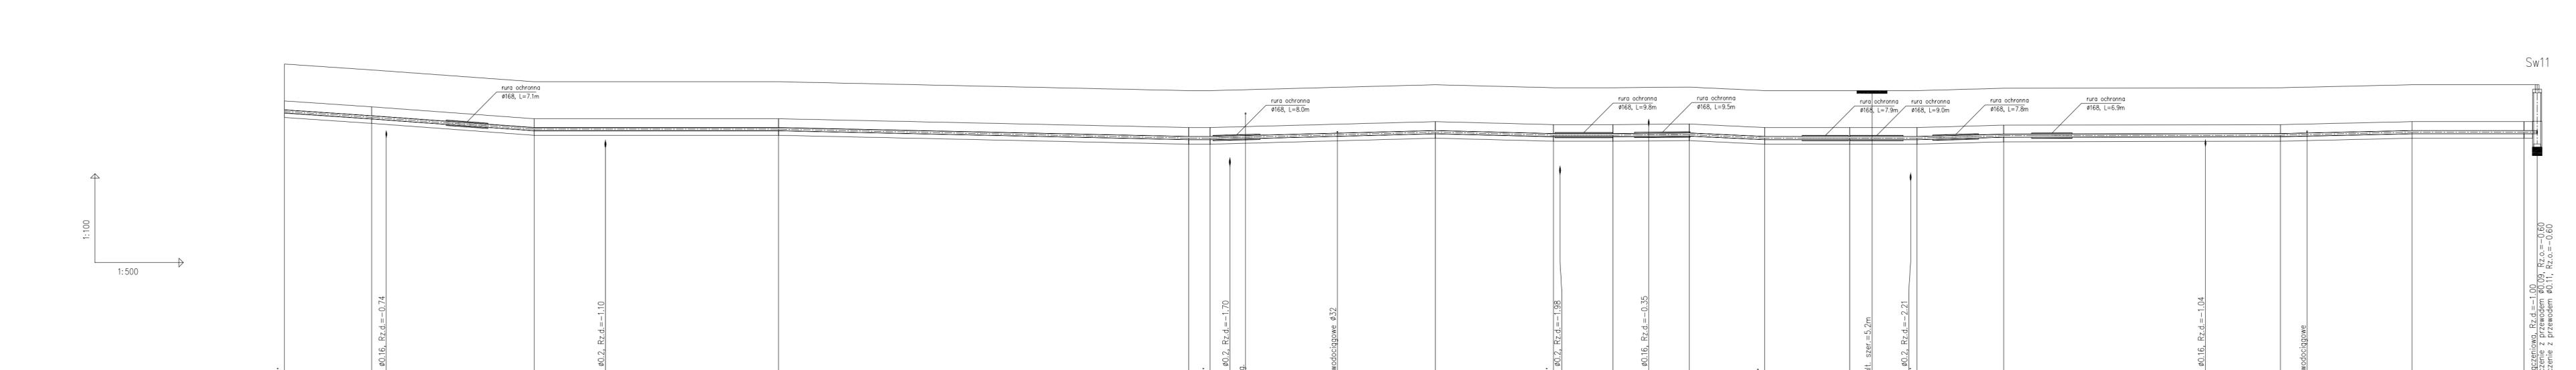 Sw11
rura ochronna
ø168, L=7.1m
rura ochronna
ø168, L=8.0m
rura ochronna
ø168, L=9.8m
rura ochronna
ø168, L=9.5m
rura ochronna
ø168, L=7.9m
rura ochronna
ø168, L=9.0m
rura ochronna
ø168, L=7.8m
rura ochronna
ø168, L=6.9m
1:100
1:500
ø0.16, Rz.d.=-0.74
ø0.2, Rz.d.=-1.10
ø0.2, Rz.d.=-1.70
wodociągowe ø32
ø0.2, Rz.d.=-1.98
ø0.16, Rz.d.=-0.35
szer.=5.2m
ø0.2, Rz.d.=-2.21
ø0.16, Rz.d.=-1.04
wodociągowe
Rz.d.=-1.00
z przewodem ø0.09, Rz.o.=-0.60
z przewodem ø0.11, Rz.o.=-0.60